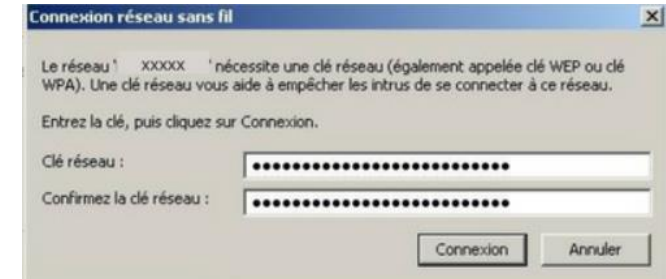 Connexion réseau sans fil
Le réseau ' XXXXX ' nécessite une clé réseau (également appelée clé WEP ou clé
WPA). Une clé réseau vous aide à empêcher les intrus de se connecter à ce réseau.
Entrez la clé, puis cliquez sur Connexion.
Clé réseau : ••••••••••••••••••••••••••
Confirmez la clé réseau : ••••••••••••••••••••••••••
Connexion Annuler